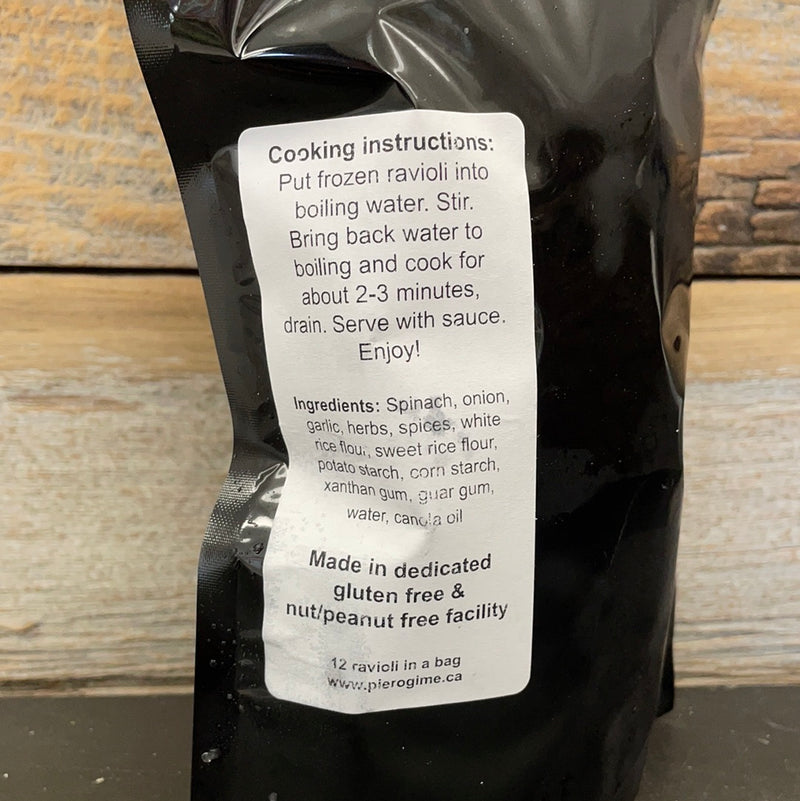 Cooking instructions:
Put frozen ravioli into
boiling water. Stir.
Bring back water to
boiling and cook for
about 2-3 minutes,
drain. Serve with sauce.
Enjoy!
Ingredients: Spinach, onion,
garlic, herbs, spices, white
rice flour, sweet rice flour,
potato starch, corn starch,
xanthan gum, guar gum,
water, canola oil
Made in dedicated
gluten free &
nut/peanut free facility
12 ravioli in a bag
www.pierogime.ca